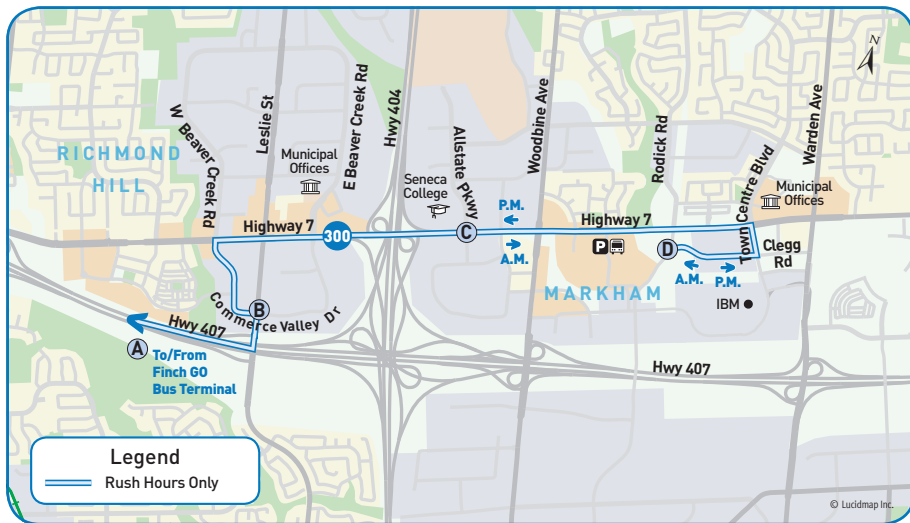 N
W Beaver Creek Rd
Leslie St
E Beaver Creek Rd
Hwy 404
Allstate Pkwy
Woodbine Ave
Rodick Rd
Town Centre Blvd
Warden Ave
RICHMOND
HILL
Municipal
Offices
Seneca
College
Municipal
Offices
P.M.
A.M.
Highway 7
300
C
Highway 7
P
D
Clegg
Rd
A.M.
P.M.
MARKHAM
IBM
B
Commerce Valley Dr
Hwy 407
A
To/From
Finch GO
Bus Terminal
Hwy 407
Legend
Rush Hours Only
© Lucidmap Inc.